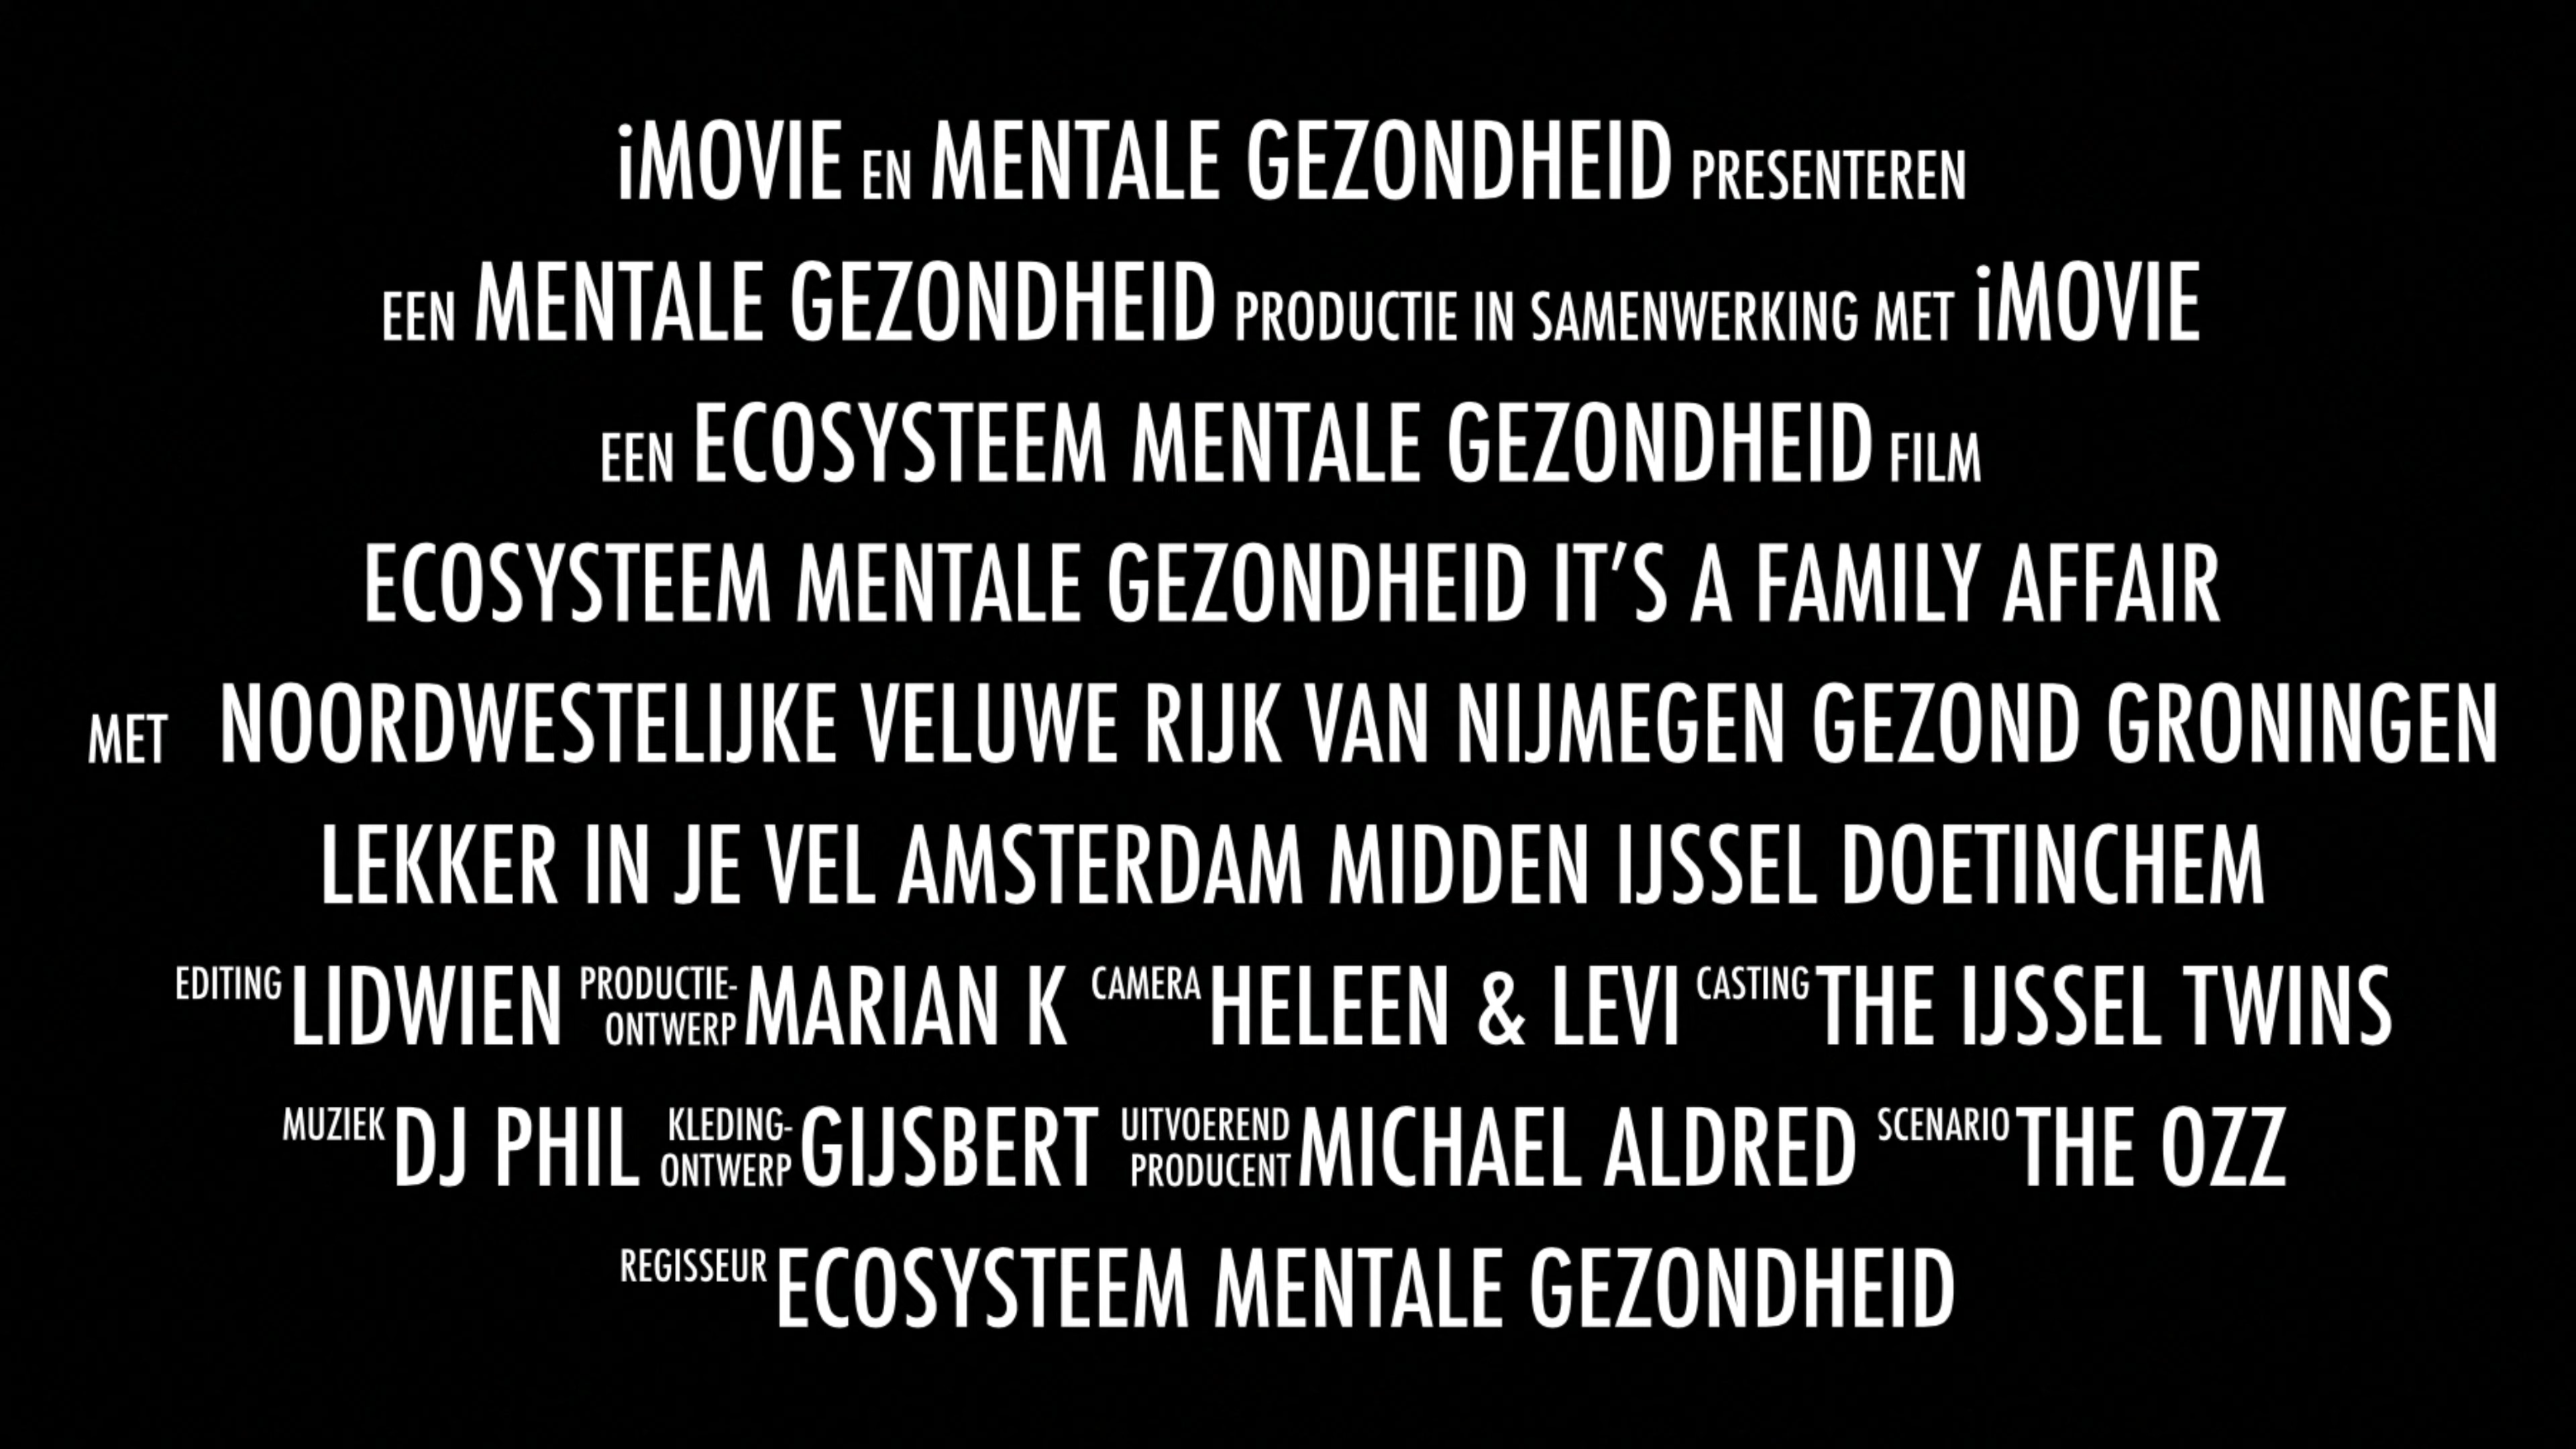 iMOVIE EN MENTALE GEZONDHEID PRESENTEREN
EEN MENTALE GEZONDHEID PRODUCTIE IN SAMENWERKING MET iMOVIE
EEN ECOSYSTEEM MENTALE GEZONDHEID FILM
ECOSYSTEEM MENTALE GEZONDHEID IT'S A FAMILY AFFAIR
MET NOORDWESTELIJKE VELUWE RIJK VAN NIJMEGEN GEZOND GRONINGEN
LEKKER IN JE VEL AMSTERDAM MIDDEN IJSSEL DOETINCHEM
EDITING LIDWIEN PRODUCTIE-ONTWERP MARIAN K CAMERA HELEEN & LEVI CASTING THE IJSSEL TWINS
MUZIEK DJ PHIL KLEDING-ONTWERP GIJSBERT UITVOEREND PRODUCENT MICHAEL ALDRED SCENARIO THE OZZ
REGISSEUR ECOSYSTEEM MENTALE GEZONDHEID